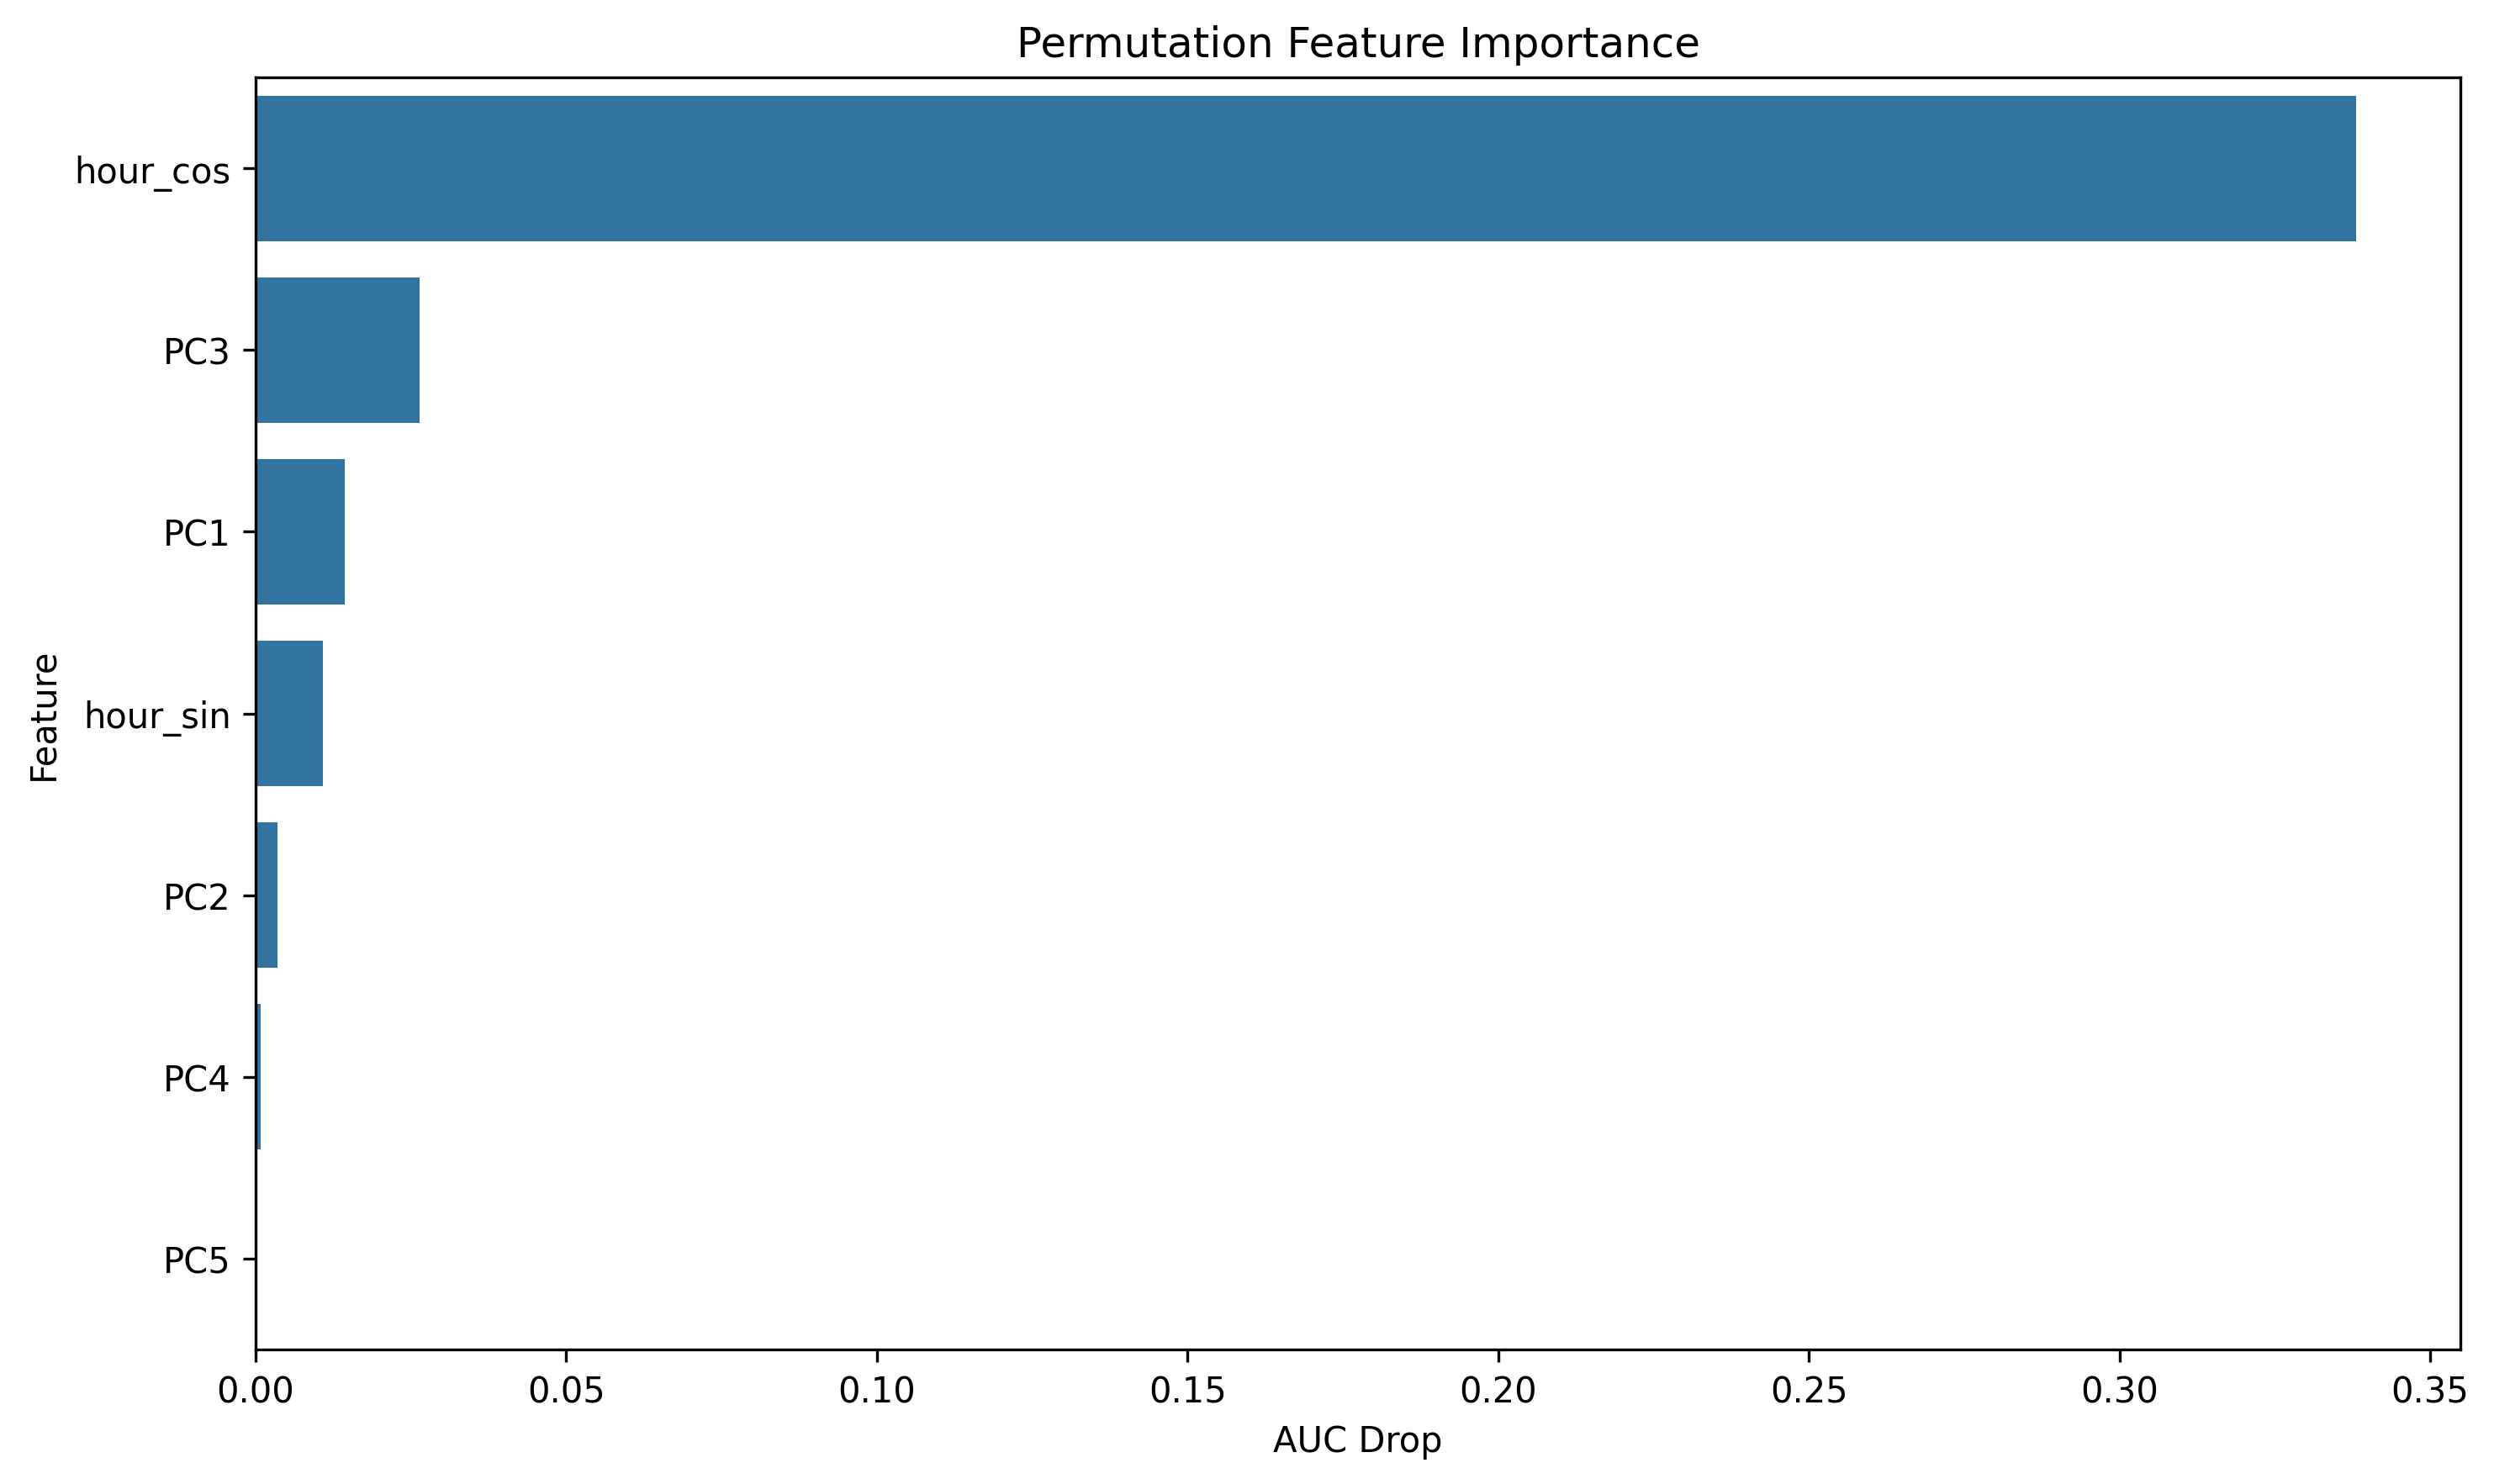 Permutation Feature Importance
Feature
hour_cos
PC3
PC1
hour_sin
PC2
PC4
PC5
0.00 0.05 0.10 0.15 0.20 0.25 0.30 0.35
AUC Drop